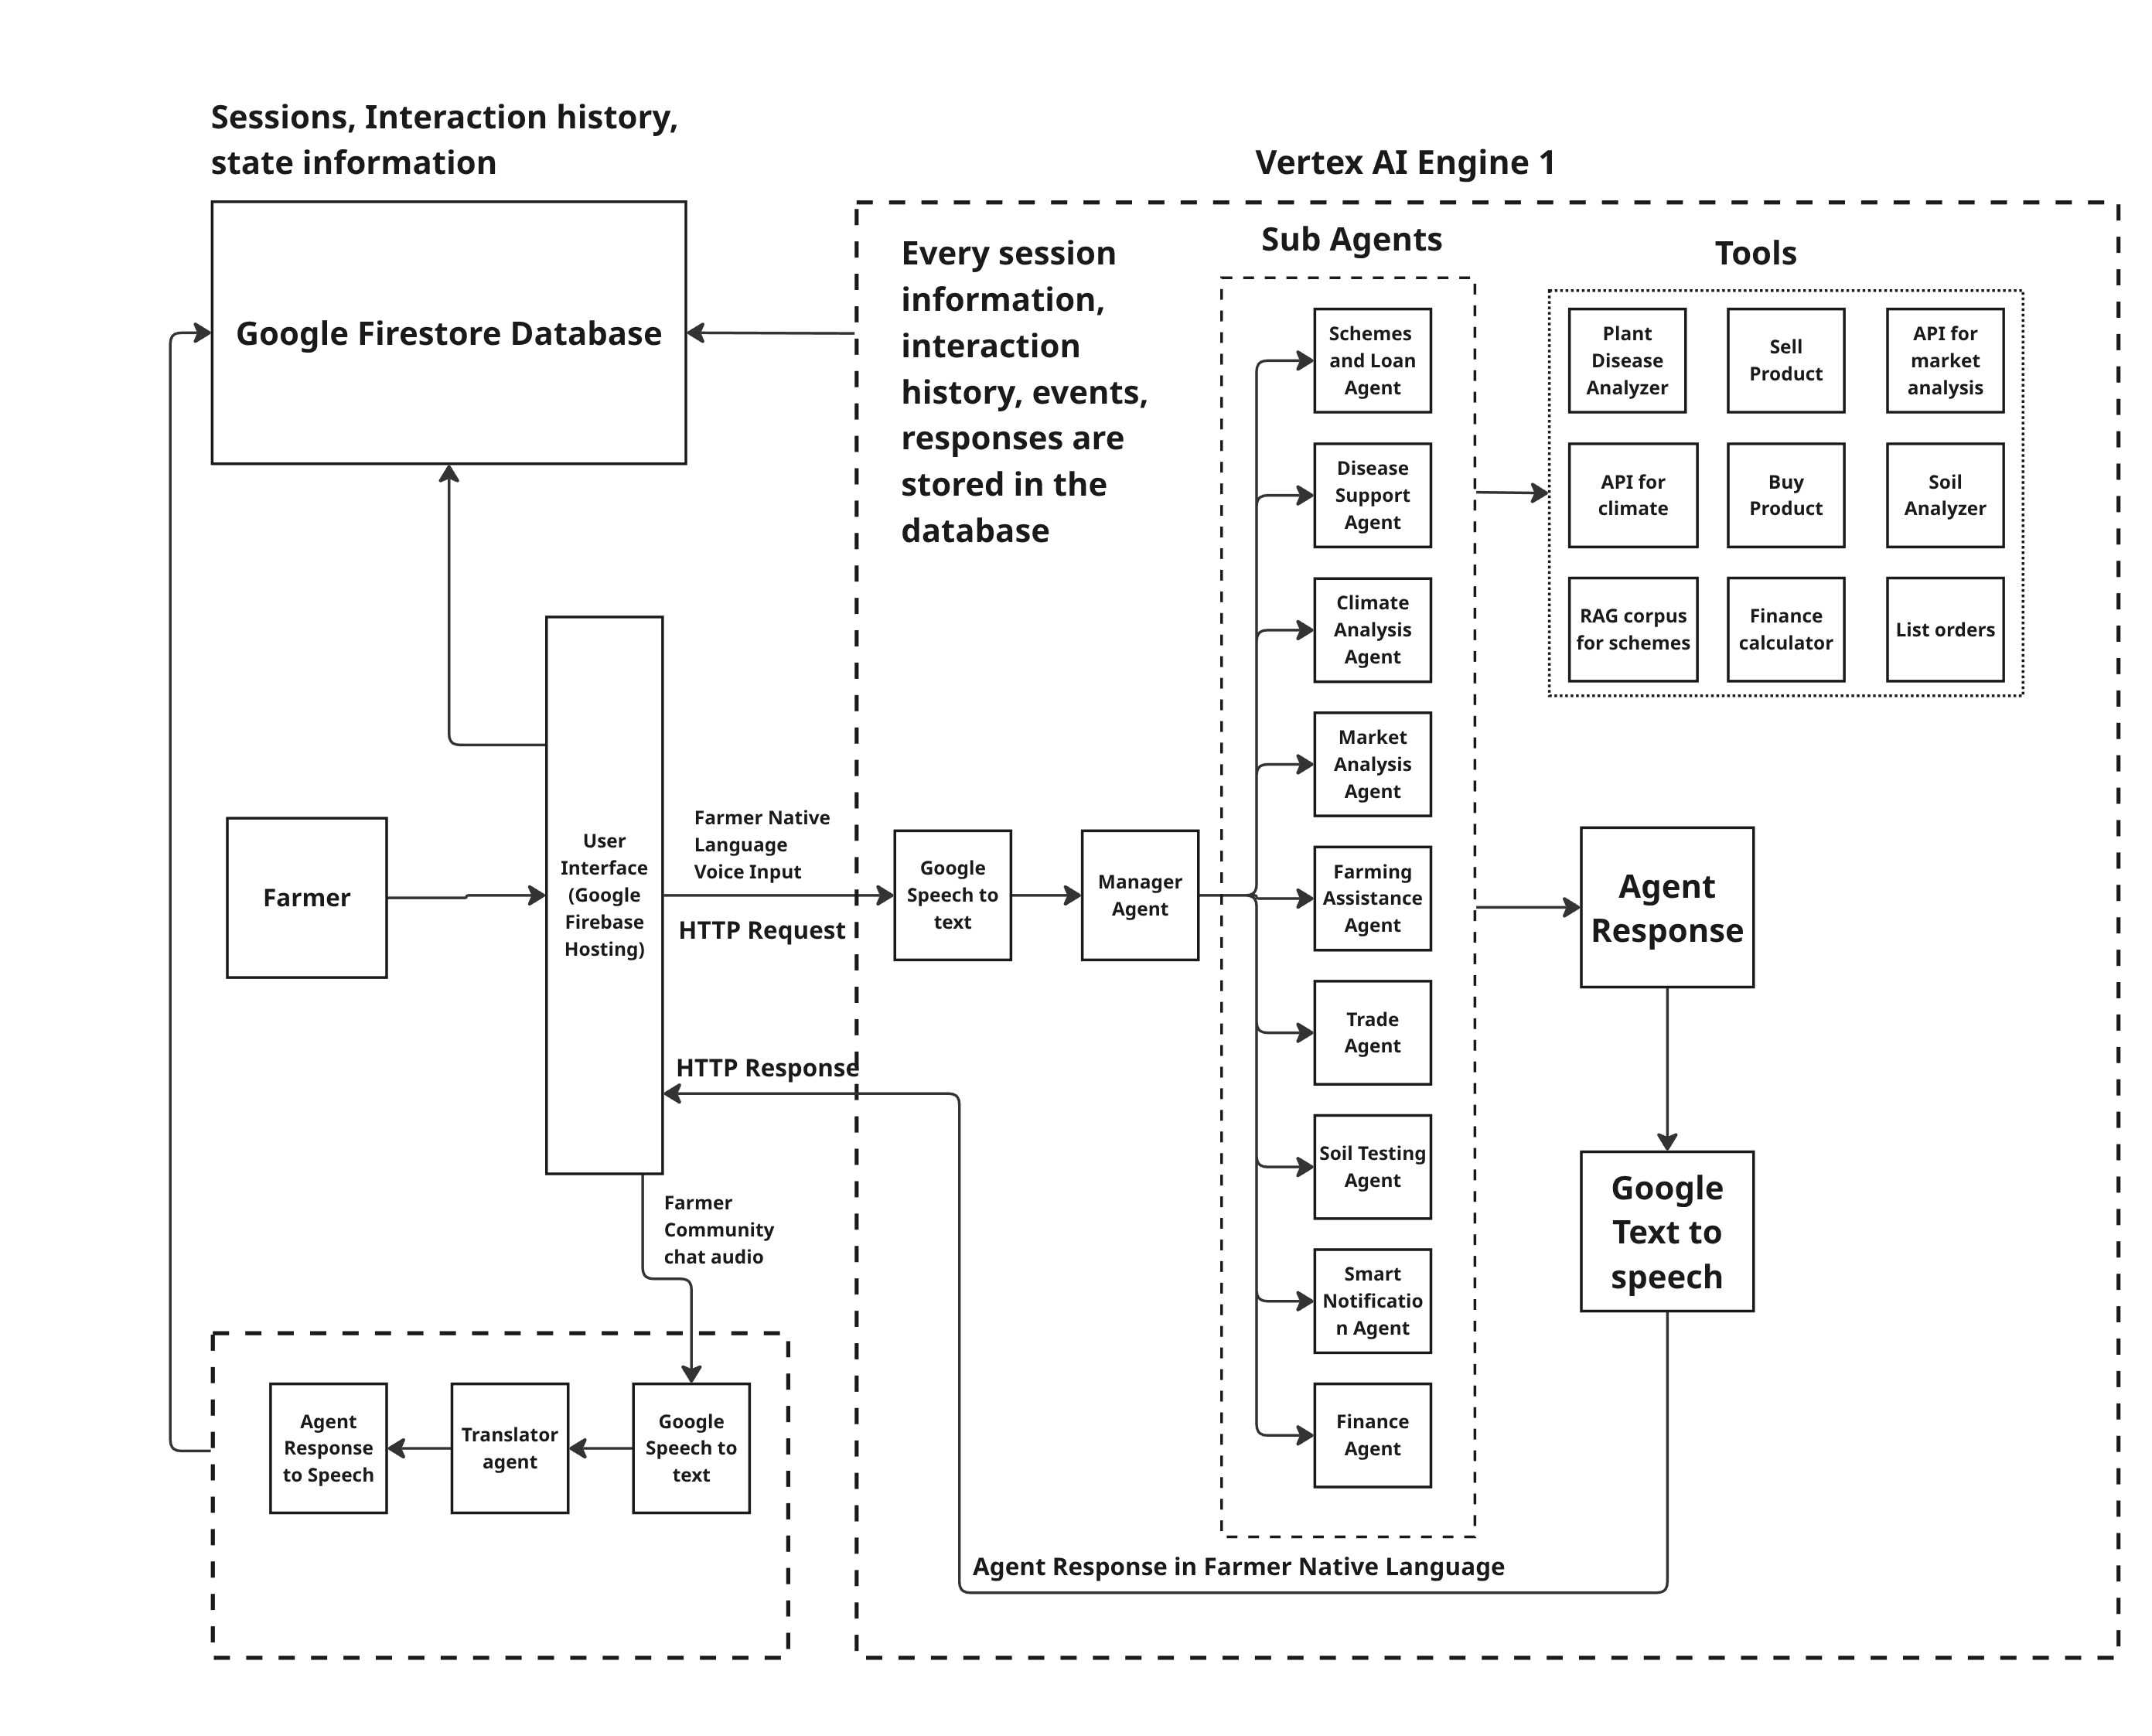 Sessions, Interaction history,
state information
Google Firestore Database
Vertex AI Engine 1
Every session
information,
interaction
history, events,
responses are
stored in the
database
Sub Agents
Schemes
and Loan
Agent
Disease
Support
Agent
Climate
Analysis
Agent
Market
Analysis
Agent
Farming
Assistance
Agent
Trade
Agent
Soil Testing
Agent
Smart
Notificatio
n Agent
Finance
Agent
Tools
Plant
Disease
Analyzer
Sell
Product
API for
market
analysis
API for
climate
Buy
Product
Soil
Analyzer
RAG corpus
for schemes
Finance
calculator
List orders
Farmer
User
Interface
(Google
Firebase
Hosting)
Farmer Native
Language
Voice Input
HTTP Request
Google
Speech to
text
Manager
Agent
Agent
Response
HTTP Response
Google
Text to
speech
Farmer
Community
chat audio
Agent
Response
to Speech
Translator
agent
Google
Speech to
text
Agent Response in Farmer Native Language